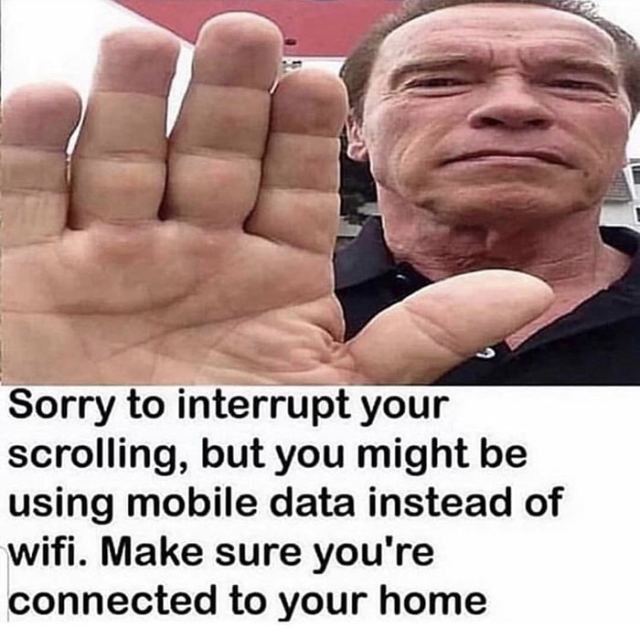 Sorry to interrupt your
scrolling, but you might be
using mobile data instead of
wifi. Make sure you're
connected to your home